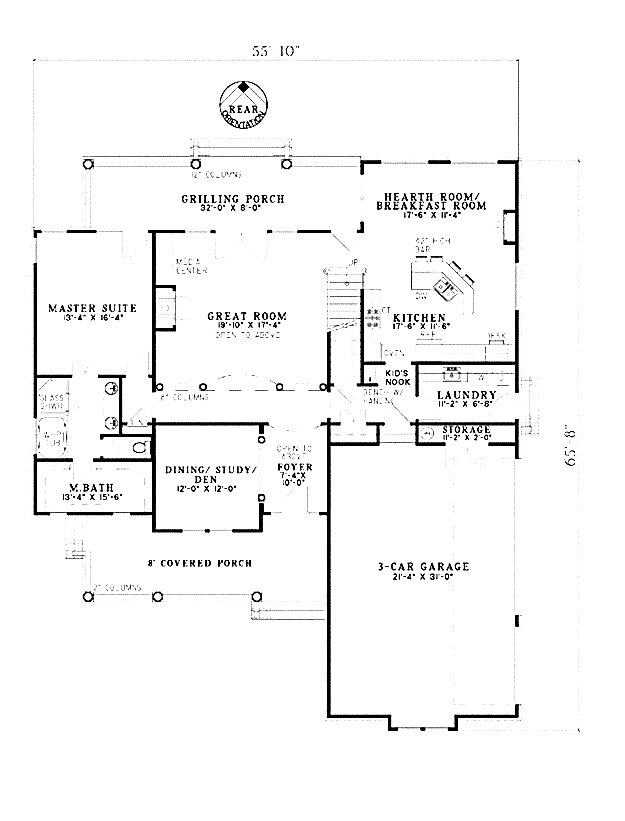 55'-10"
REAR
ORIENTATION
12" COLUMNS
GRILLING PORCH
32'-0" X 8'-0"
HEARTH ROOM/
BREAKFAST ROOM
17'-6" X 11'-4"
42" HIGH
BAR
MEDIA
CENTER
UP
DW
MASTER SUITE
13'-4" X 16'-4"
GREAT ROOM
19'-10" X 17'-4"
OPEN TO ABOVE
KITCHEN
17'-6" X 11'-6"
REF
DESK
OVEN
KID'S
NOOK
BENCH W/
HANGING
LAUNDRY
11'-2" X 6'-8"
W
GLASS
SHWR
8" COLUMNS
STORAGE
11'-2" X 2'-0"
WHIRL
TUB
DINING/ STUDY/
DEN
12'-0" X 12'-0"
OPEN TO
ABOVE
FOYER
7'-4"X
10'-0"
M.BATH
13'-4" X 15'-6"
65'-8"
8' COVERED PORCH
3-CAR GARAGE
21'-4" X 31'-0"
12" COLUMNS